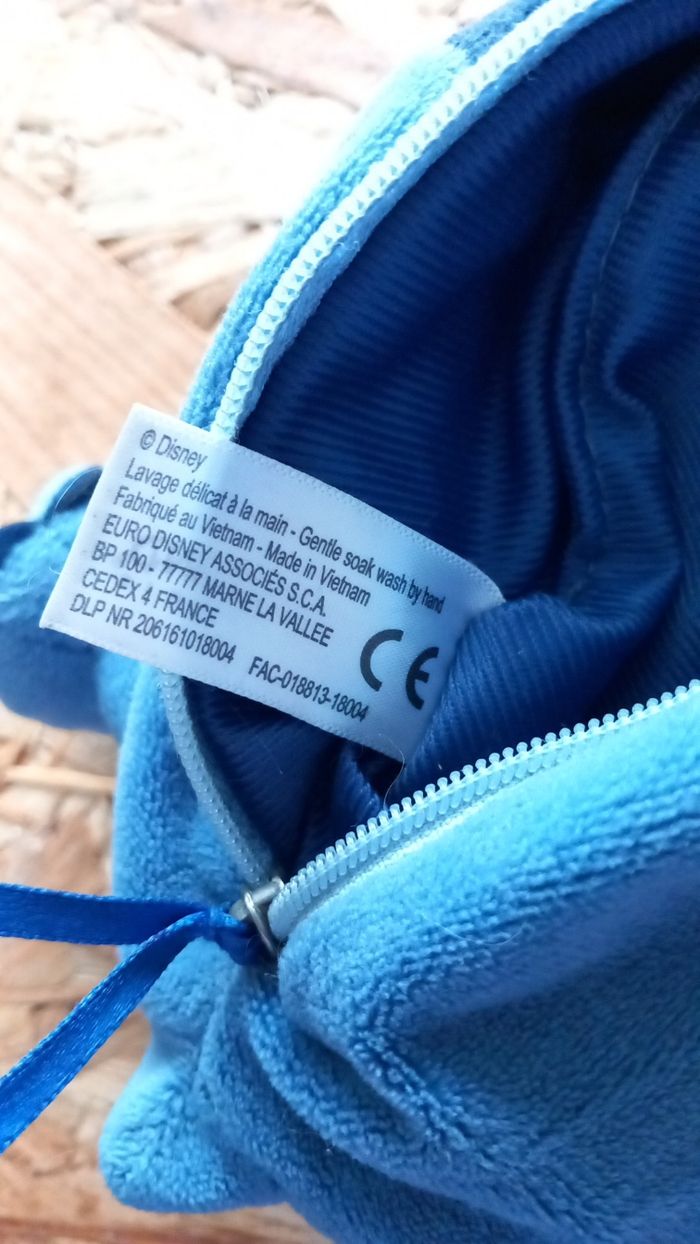 © Disney
Lavage délicat à la main - Gentle soak wash by hand
Fabriqué au Vietnam - Made in Vietnam
EURO DISNEY ASSOCIÉS S.C.A.
BP 100 - 77777 MARNE LA VALLEE
CEDEX 4 FRANCE
DLP NR 206161018004 FAC-018813-18004
CE